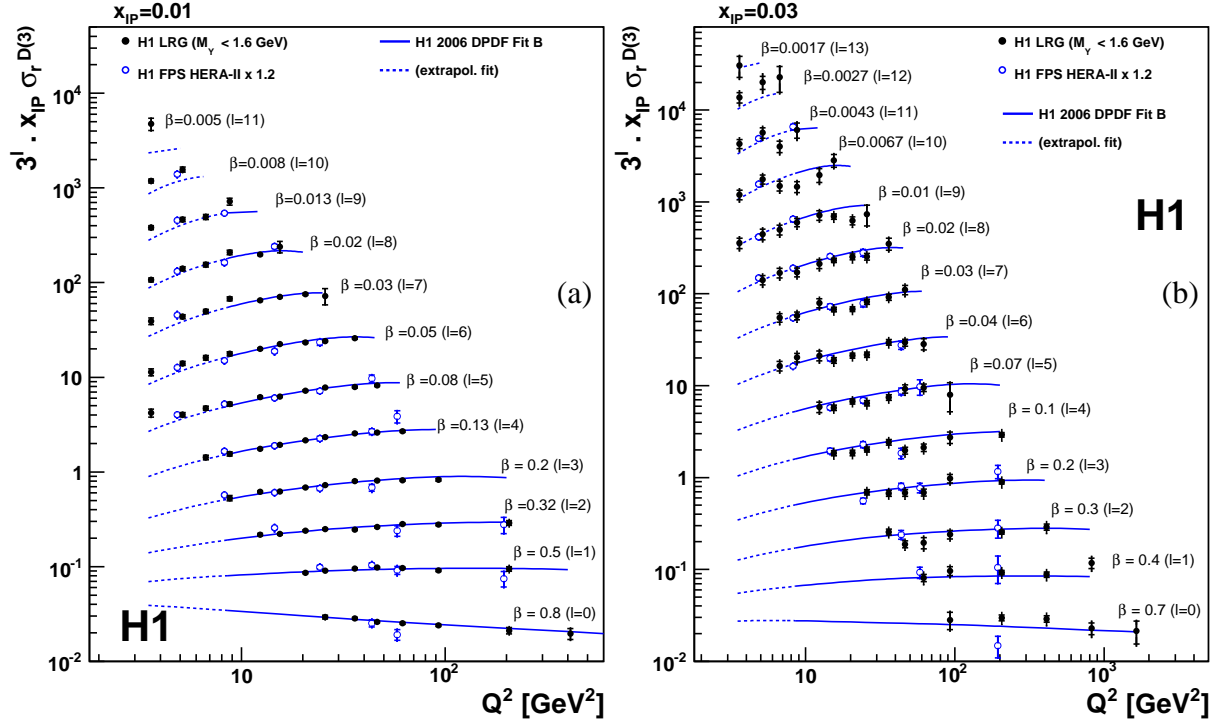 x_IP=0.01
H1 LRG (M_Y < 1.6 GeV)
H1 FPS HERA-II x 1.2
H1 2006 DPDF Fit B
(extrapol. fit)
3^l . x_IP σ_r^D(3)
10^4
10^3
10^2
10
1
10^-1
10^-2
β=0.005 (l=11)
β=0.008 (l=10)
β=0.013 (l=9)
β =0.02 (l=8)
β =0.03 (l=7)
β =0.05 (l=6)
β =0.08 (l=5)
β =0.13 (l=4)
β = 0.2 (l=3)
β =0.32 (l=2)
β = 0.5 (l=1)
β = 0.8 (l=0)
(a)
H1
10
10^2
Q^2 [GeV^2]
x_IP=0.03
H1 LRG (M_Y < 1.6 GeV)
H1 FPS HERA-II x 1.2
H1 2006 DPDF Fit B
(extrapol. fit)
3^l . x_IP σ_r^D(3)
10^4
10^3
10^2
10
1
10^-1
10^-2
β=0.0017 (l=13)
β=0.0027 (l=12)
β=0.0043 (l=11)
β=0.0067 (l=10)
β =0.01 (l=9)
β =0.02 (l=8)
β =0.03 (l=7)
β =0.04 (l=6)
β =0.07 (l=5)
β = 0.1 (l=4)
β = 0.2 (l=3)
β = 0.3 (l=2)
β = 0.4 (l=1)
β = 0.7 (l=0)
H1
(b)
10
10^2
10^3
Q^2 [GeV^2]